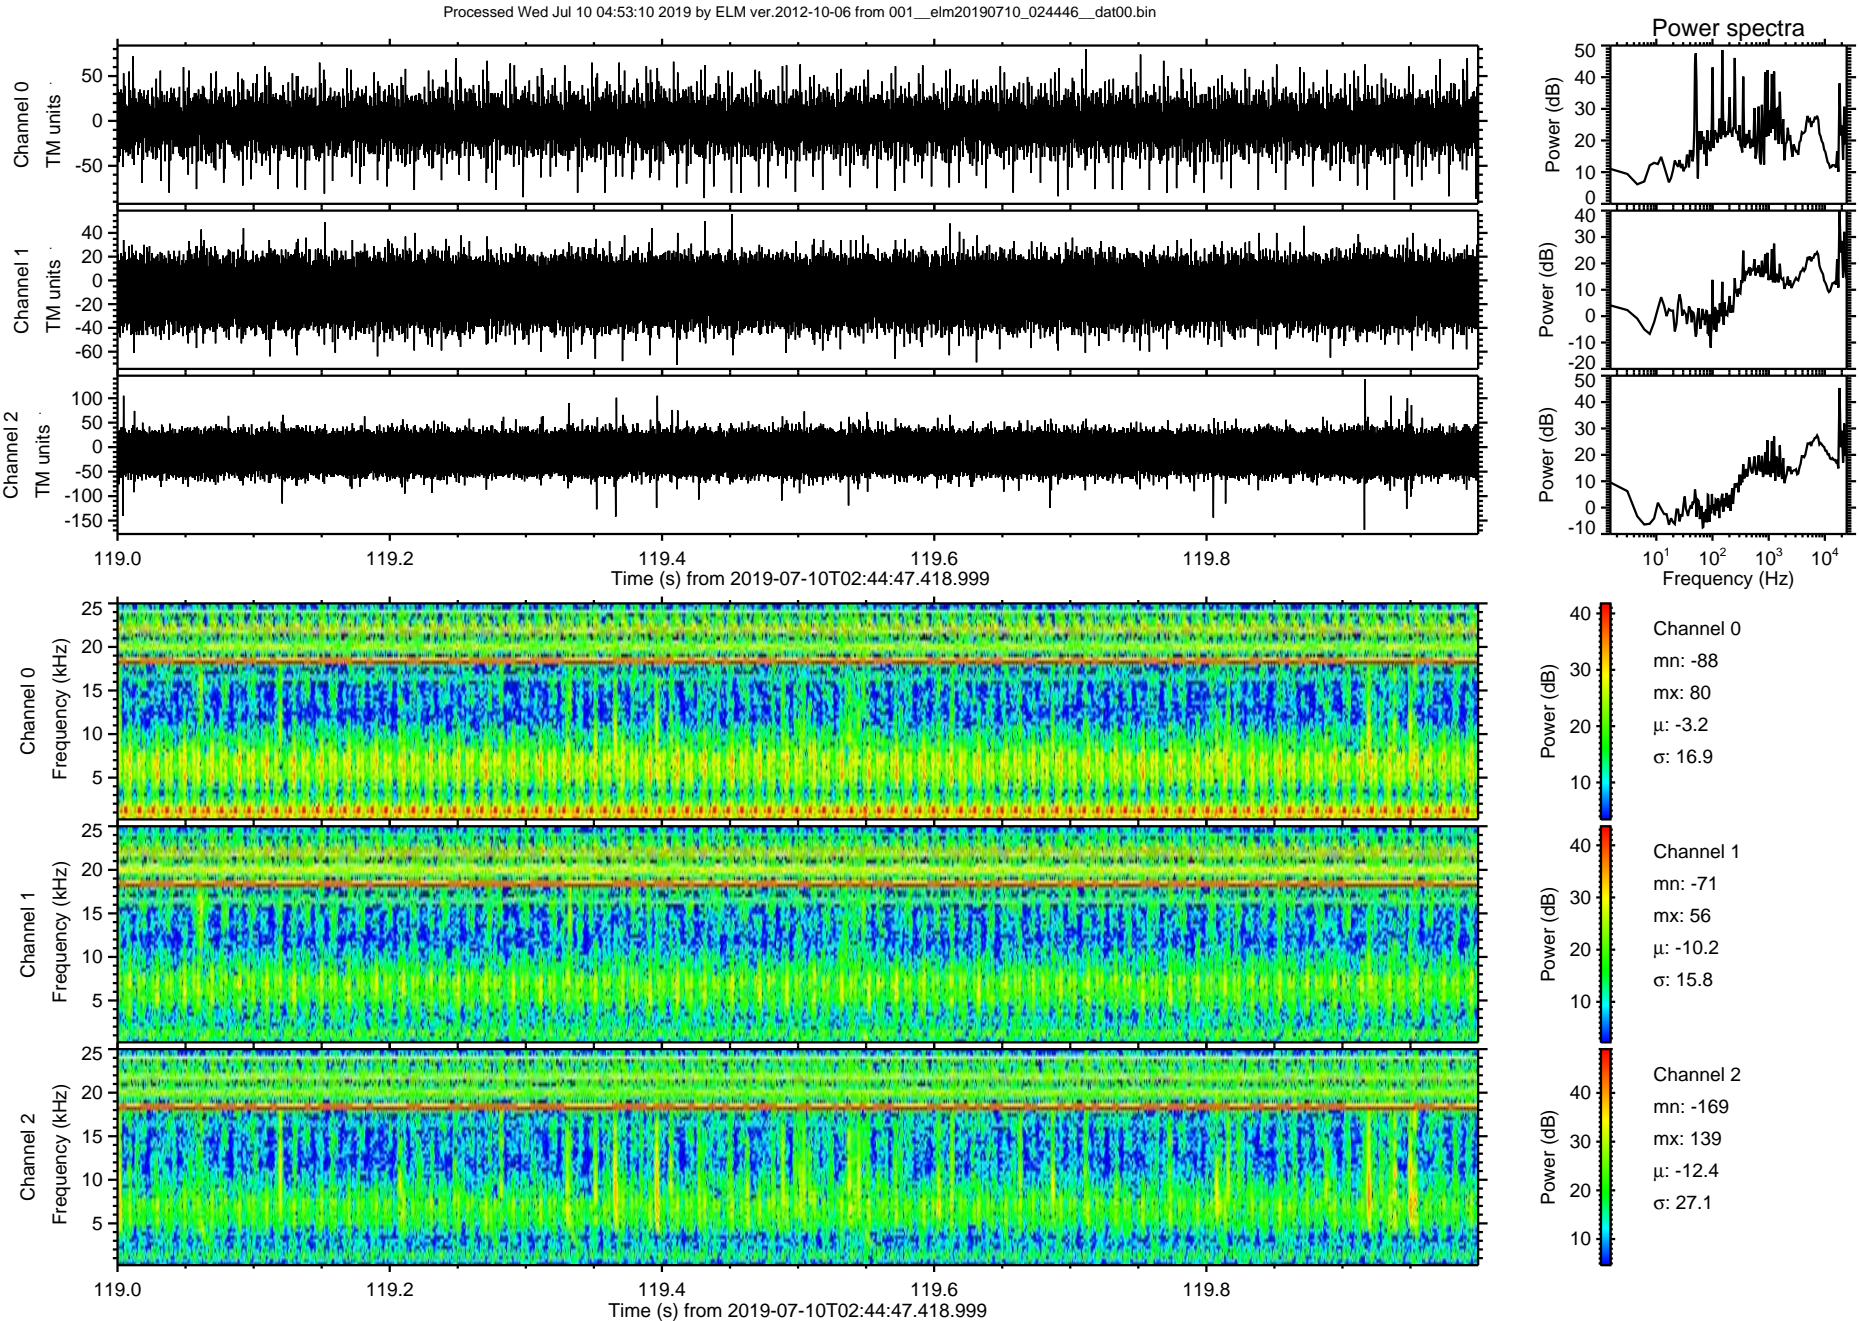 Processed Wed Jul 10 04:53:10 2019 by ELM ver.2012-10-06 from 001__elm20190710_024446__dat00.bin
Power spectra
Channel 0
TM units
50
0
-50
Power (dB)
50
40
30
20
10
0
Channel 1
TM units
40
20
0
-20
-40
-60
Power (dB)
40
30
20
10
0
-10
-20
Channel 2
TM units
100
50
0
-50
-100
-150
Power (dB)
50
40
30
20
10
0
-10
119.0 119.2 119.4 119.6 119.8
Time (s) from 2019-07-10T02:44:47.418.999
10^1 10^2 10^3 10^4
Frequency (Hz)
Channel 0
Frequency (kHz)
25
20
15
10
5
Power (dB)
40
30
20
10
Channel 0
mn: -88
mx: 80
μ: -3.2
σ: 16.9
Channel 1
Frequency (kHz)
25
20
15
10
5
Power (dB)
40
30
20
10
Channel 1
mn: -71
mx: 56
μ: -10.2
σ: 15.8
Channel 2
Frequency (kHz)
25
20
15
10
5
Power (dB)
40
30
20
10
Channel 2
mn: -169
mx: 139
μ: -12.4
σ: 27.1
119.0 119.2 119.4 119.6 119.8
Time (s) from 2019-07-10T02:44:47.418.999